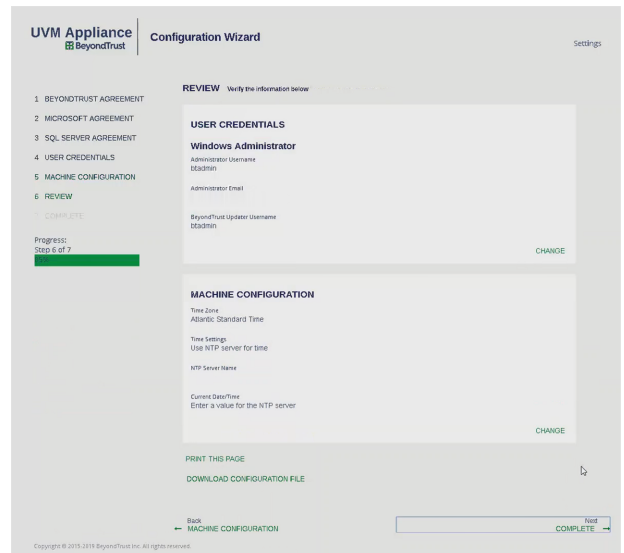 UVM Appliance
BeyondTrust
Configuration Wizard
Settings
1 BEYONDTRUST AGREEMENT
2 MICROSOFT AGREEMENT
3 SQL SERVER AGREEMENT
4 USER CREDENTIALS
5 MACHINE CONFIGURATION
6 REVIEW
COMPLETE
Progress:
Step 6 of 7
REVIEW Verify the information below
USER CREDENTIALS
Windows Administrator
Administrator Username
btadmin
Administrator Email
BeyondTrust Updater Username
btadmin
CHANGE
MACHINE CONFIGURATION
Time Zone
Atlantic Standard Time
Time Settings
Use NTP server for time
NTP Server Name
Current Date/Time
Enter a value for the NTP server
CHANGE
PRINT THIS PAGE
DOWNLOAD CONFIGURATION FILE
Back
← MACHINE CONFIGURATION
Next
COMPLETE →
Copyright © 2015-2019 BeyondTrust Inc. All rights reserved.